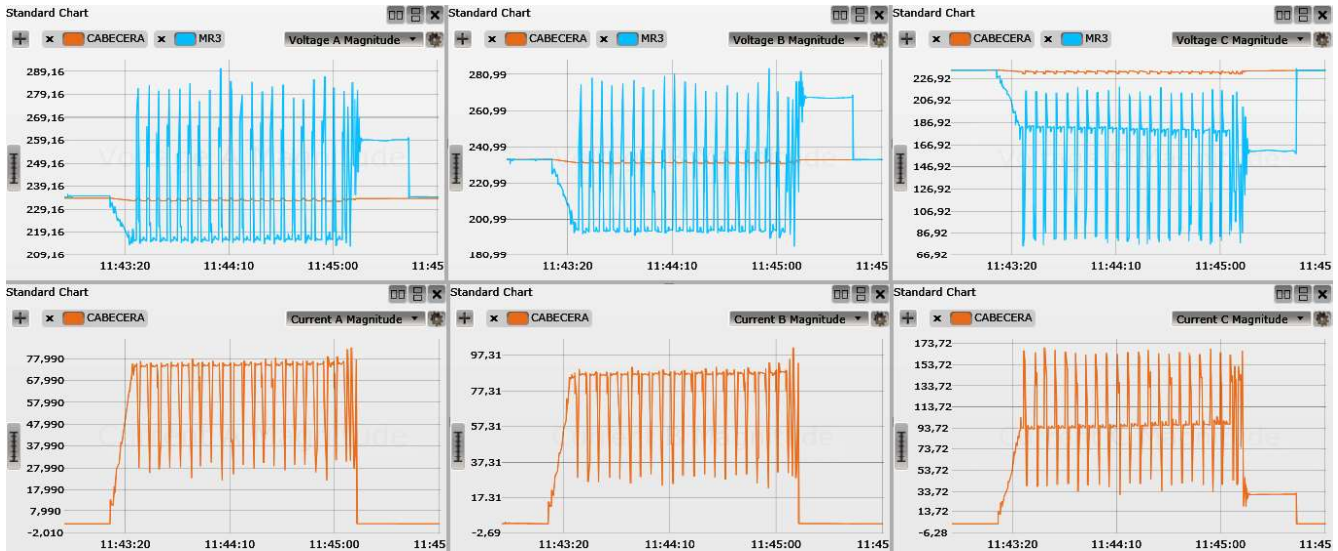 Standard Chart
CABECERA MR3 Voltage A Magnitude
289,16
279,16
269,16
259,16
249,16
239,16
229,16
219,16
209,16
11:43:20 11:44:10 11:45:00 11:45
Standard Chart
CABECERA MR3 Voltage B Magnitude
280,99
260,99
240,99
220,99
200,99
180,99
11:43:20 11:44:10 11:45:00 11:45
Standard Chart
CABECERA MR3 Voltage C Magnitude
226,92
206,92
186,92
166,92
146,92
126,92
106,92
86,92
66,92
11:43:20 11:44:10 11:45:00 11:45
Standard Chart
CABECERA Current A Magnitude
77,990
67,990
57,990
47,990
37,990
27,990
17,990
7,990
-2,010
11:43:20 11:44:10 11:45:00 11:45
Standard Chart
CABECERA Current B Magnitude
97,31
77,31
57,31
37,31
17,31
-2,69
11:43:20 11:44:10 11:45:00 11:45
Standard Chart
CABECERA Current C Magnitude
173,72
153,72
133,72
113,72
93,72
73,72
53,72
33,72
13,72
-6,28
11:43:20 11:44:10 11:45:00 11:45